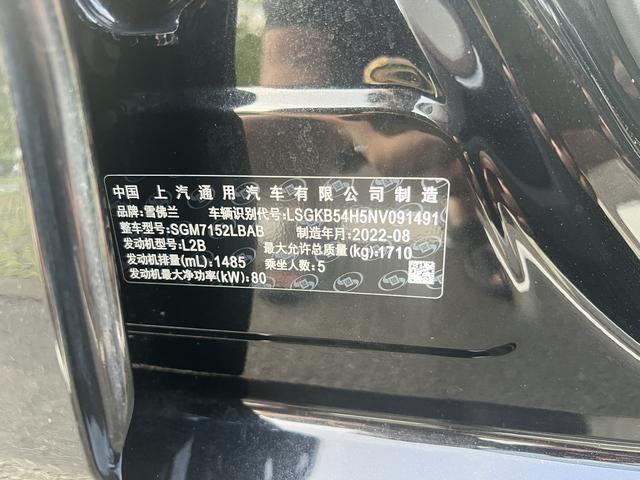 中国 上汽通用汽车有限公司制造
品牌:雪佛兰 车辆识别代号:LSGKB54H5NV091491
整车型号:SGM7152LBAB 制造年月:2022-08
发动机型号:L2B 最大允许总质量(kg):1710
发动机排量(mL):1485 乘坐人数:5
发动机最大净功率(kW):80